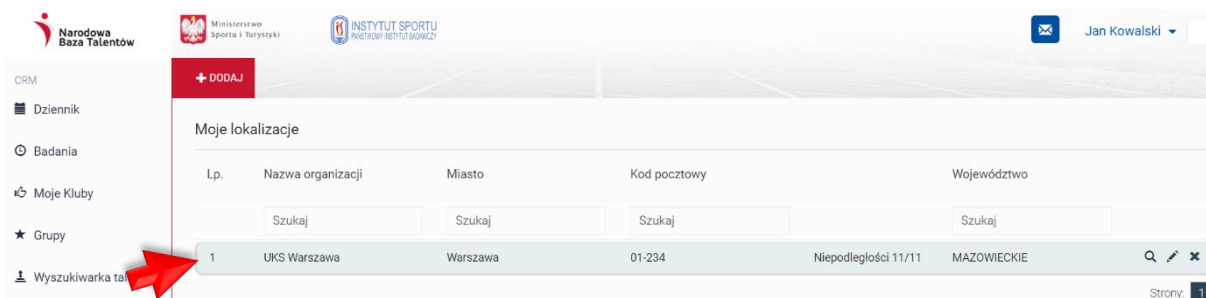 Narodowa
Baza Talentów
Ministerstwo
Sportu i Turystyki
INSTYTUT SPORTU
PAŃSTWOWY INSTYTUT BADAWCZY
Jan Kowalski
CRM
+ DODAJ
Dziennik
Badania
Moje Kluby
Grupy
Wyszukiwarka
Moje lokalizacje
Lp. Nazwa organizacji Miasto Kod pocztowy Województwo
Szukaj Szukaj Szukaj Szukaj
1 UKS Warszawa Warszawa 01-234 Niepodległości 11/11 MAZOWIECKIE
Strony: 1